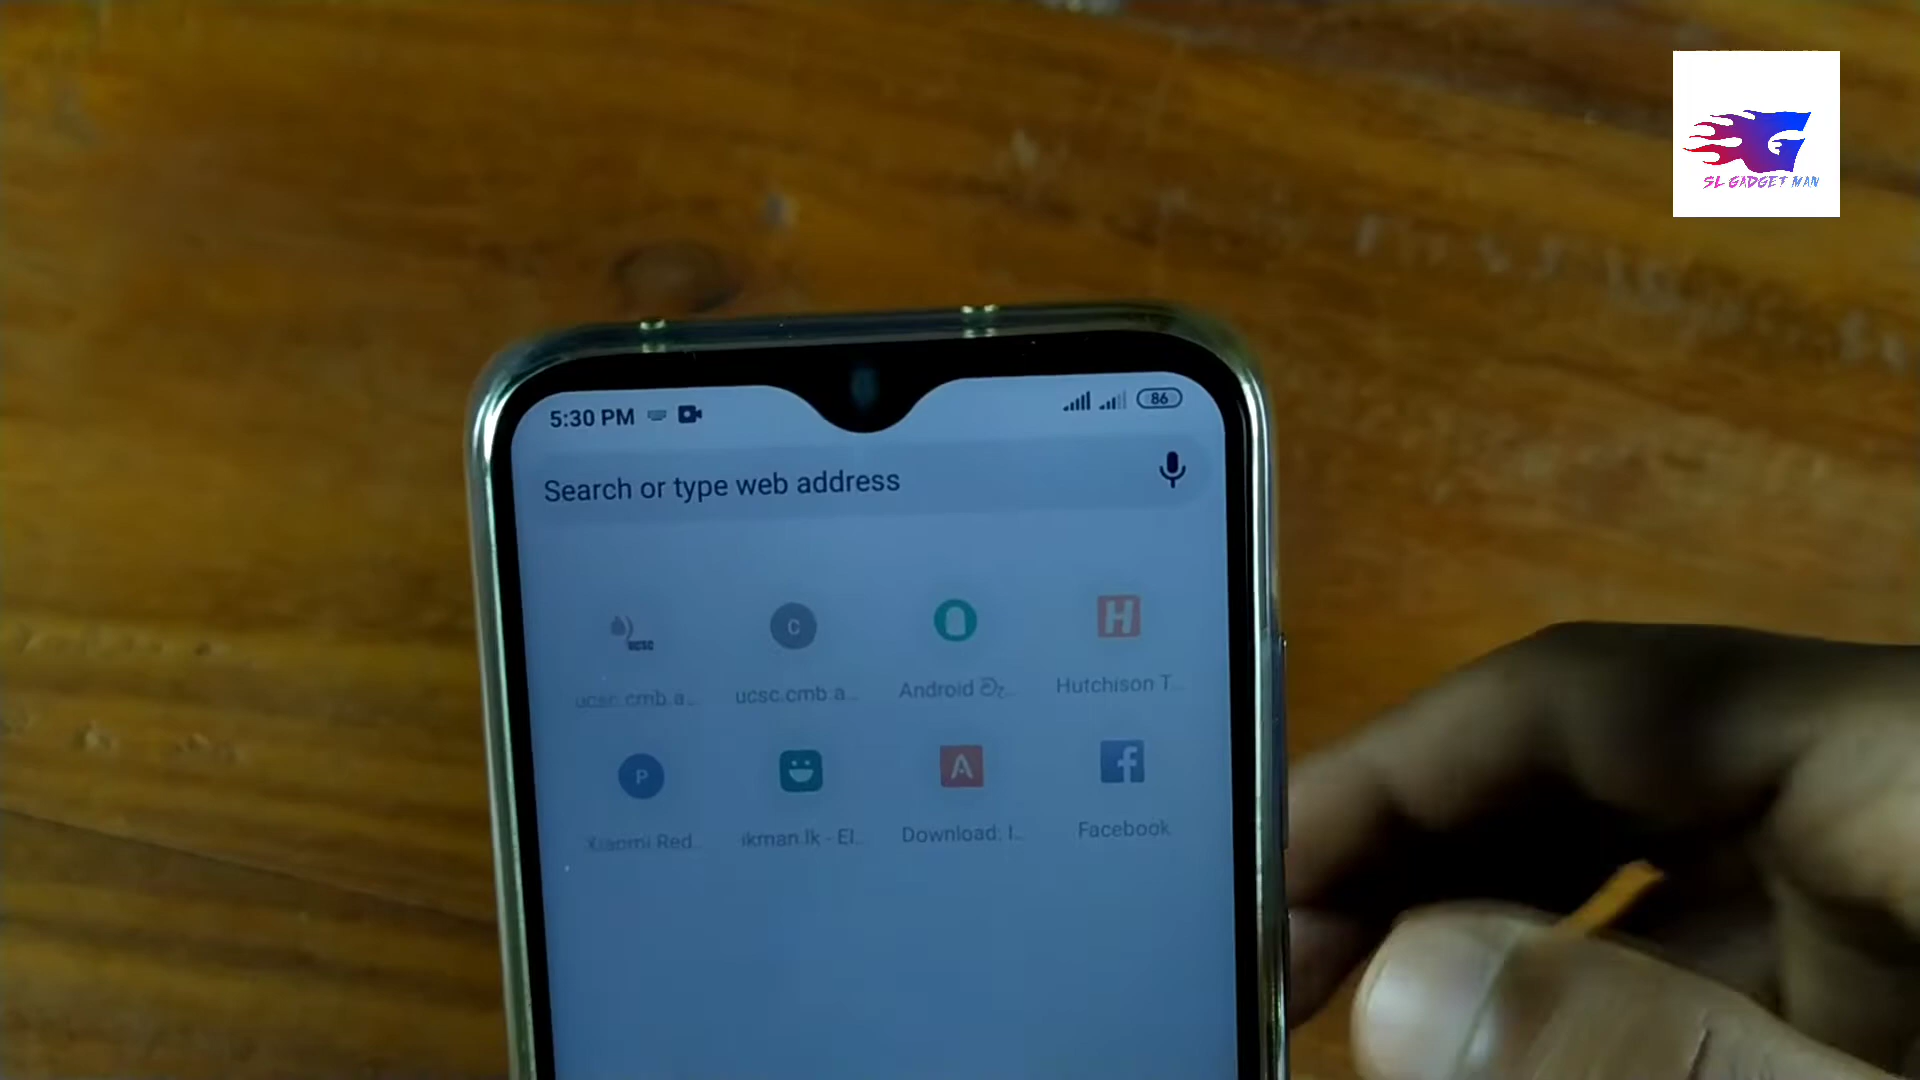 SL GADGET MAN
5:30 PM
86
Search or type web address
ucsc
C
H
ucsc.cmb.a...
ucsc.cmb.a...
Android වැ...
Hutchison T...
P
A
f
Xiaomi Red...
ikman.lk - El...
Download: I...
Facebook